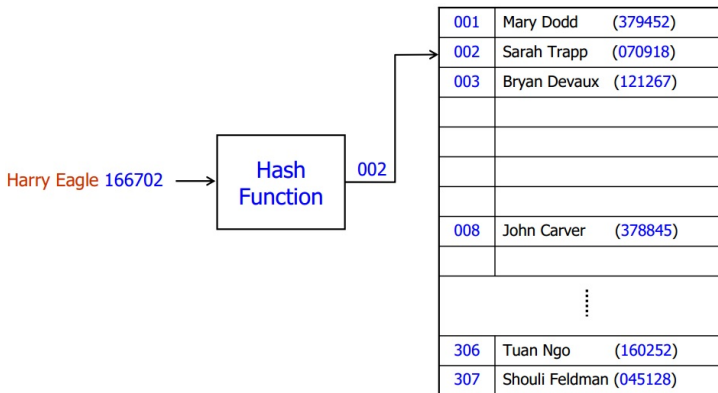 001 Mary Dodd (379452)
002 Sarah Trapp (070918)
003 Bryan Devaux (121267)
Harry Eagle 166702
Hash
Function
002
008 John Carver (378845)
306 Tuan Ngo (160252)
307 Shouli Feldman (045128)